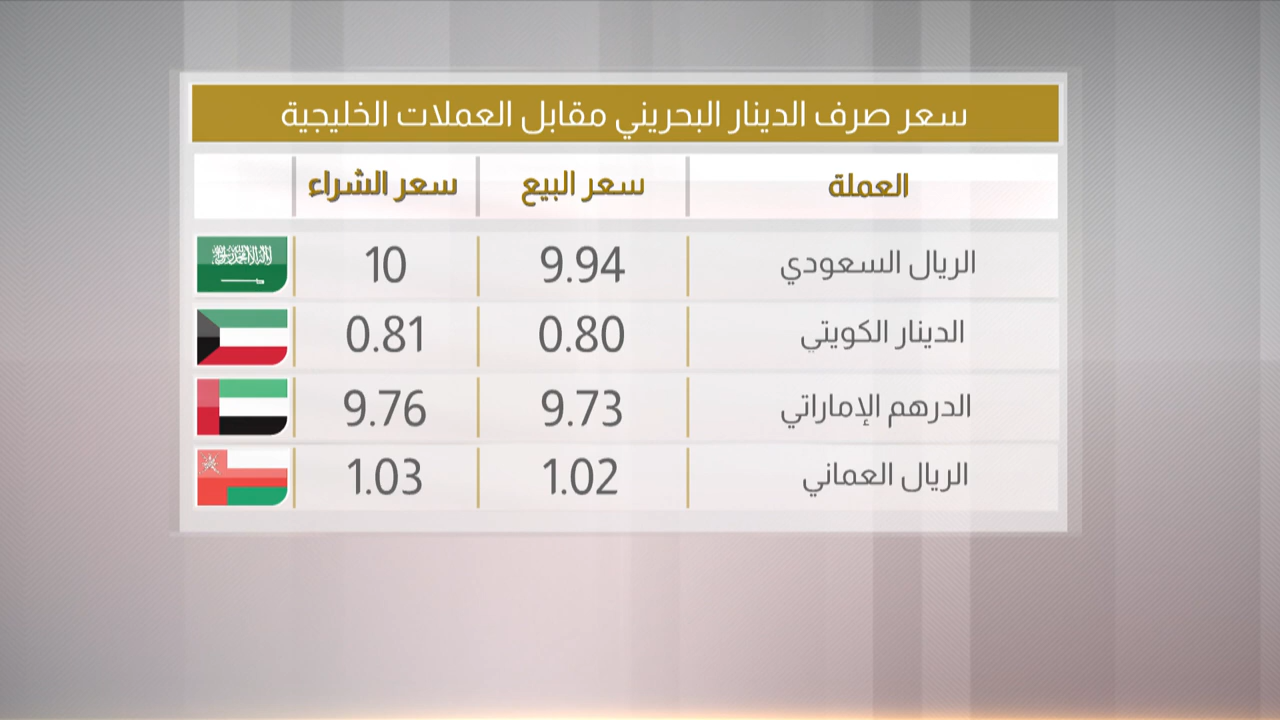 سعر صرف الدينار البحريني مقابل العملات الخليجية
العملة سعر البيع سعر الشراء
الريال السعودي 9.94 10
الدينار الكويتي 0.80 0.81
الدرهم الإماراتي 9.73 9.76
الريال العماني 1.02 1.03